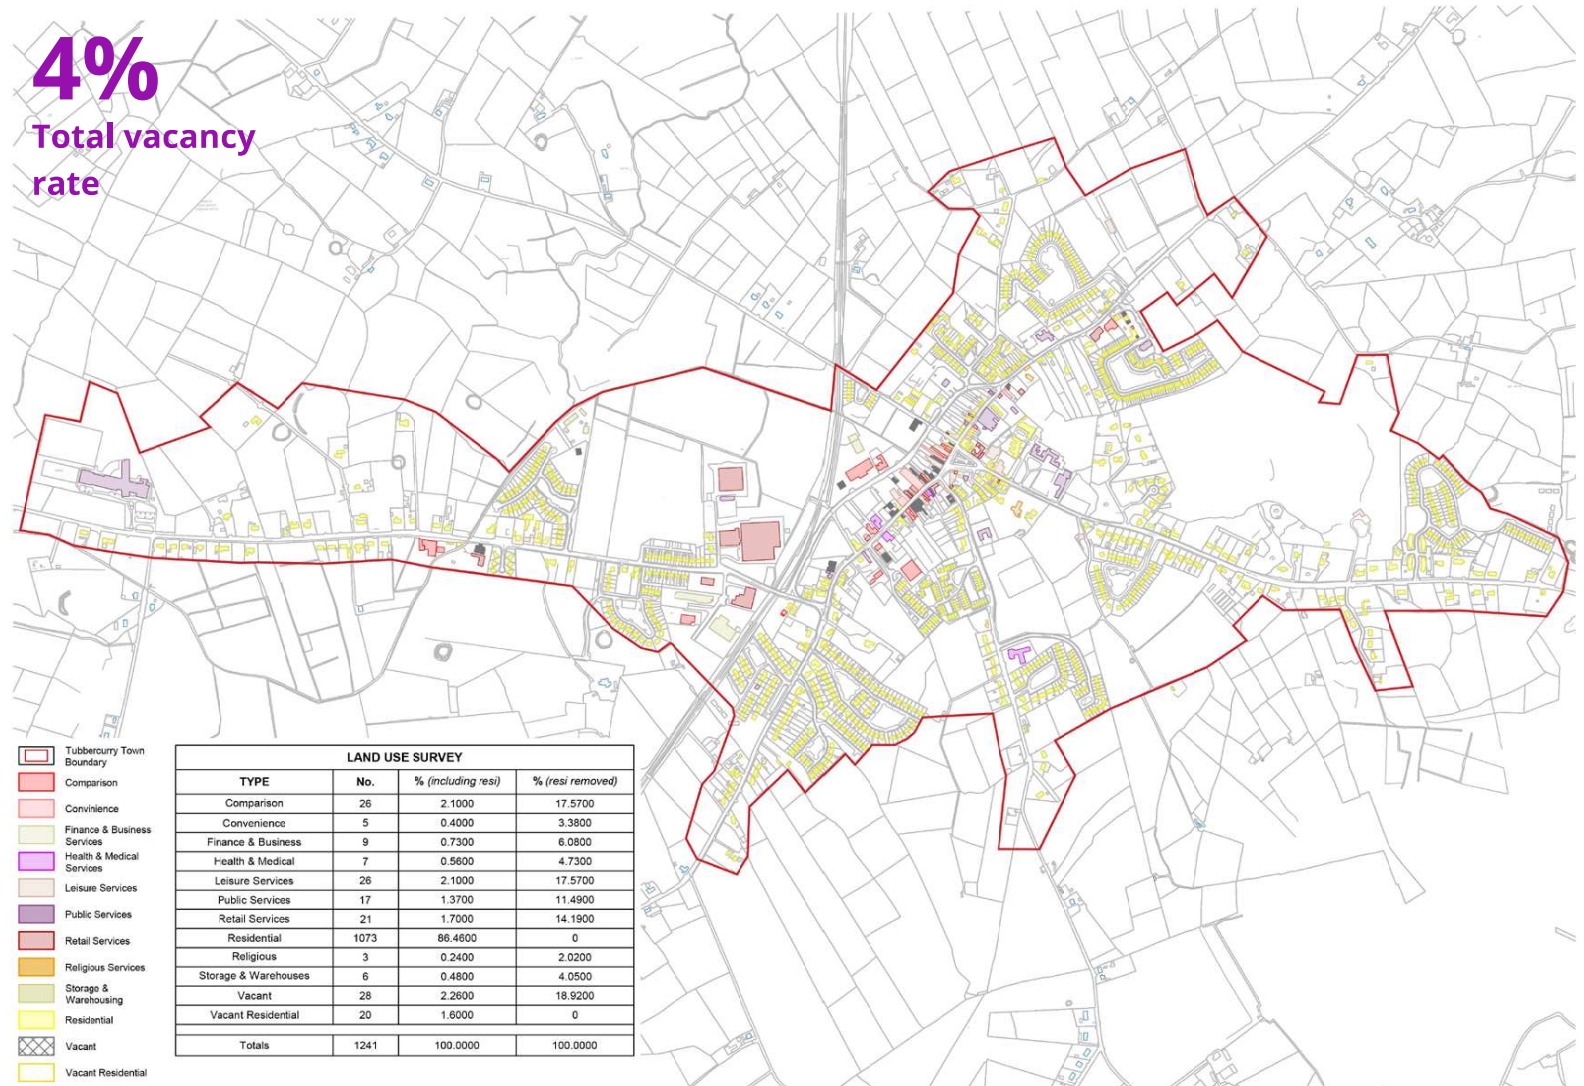 4%
Total vacancy
rate
Tubbercurry Town
Boundary
Comparison
Convinience
Finance & Business
Services
Health & Medical
Services
Leisure Services
Public Services
Retail Services
Religious Services
Storage &
Warehousing
Residential
Vacant
Vacant Residential
LAND USE SURVEY
TYPE No. % (including resi) % (resi removed)
Comparison 26 2.1000 17.5700
Convenience 5 0.4000 3.3800
Finance & Business 9 0.7300 6.0800
Health & Medical 7 0.5600 4.7300
Leisure Services 26 2.1000 17.5700
Public Services 17 1.3700 11.4900
Retail Services 21 1.7000 14.1900
Residential 1073 86.4600 0
Religious 3 0.2400 2.0200
Storage & Warehouses 6 0.4800 4.0500
Vacant 28 2.2600 18.9200
Vacant Residential 20 1.6000 0
Totals 1241 100.0000 100.0000